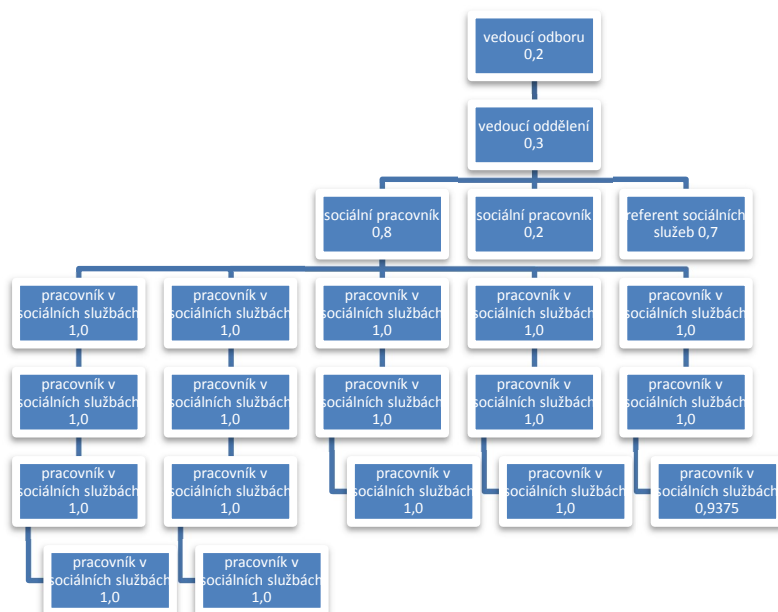 vedoucí odboru
0,2
vedoucí oddělení
0,3
sociální pracovník
0,8
sociální pracovník
0,2
referent sociálních
služeb 0,7
pracovník v
sociálních službách
1,0
pracovník v
sociálních službách
1,0
pracovník v
sociálních službách
1,0
pracovník v
sociálních službách
1,0
pracovník v
sociálních službách
1,0
pracovník v
sociálních službách
1,0
pracovník v
sociálních službách
1,0
pracovník v
sociálních službách
1,0
pracovník v
sociálních službách
1,0
pracovník v
sociálních službách
1,0
pracovník v
sociálních službách
1,0
pracovník v
sociálních službách
1,0
pracovník v
sociálních službách
1,0
pracovník v
sociálních službách
1,0
pracovník v
sociálních službách
0,9375
pracovník v
sociálních službách
1,0
pracovník v
sociálních službách
1,0